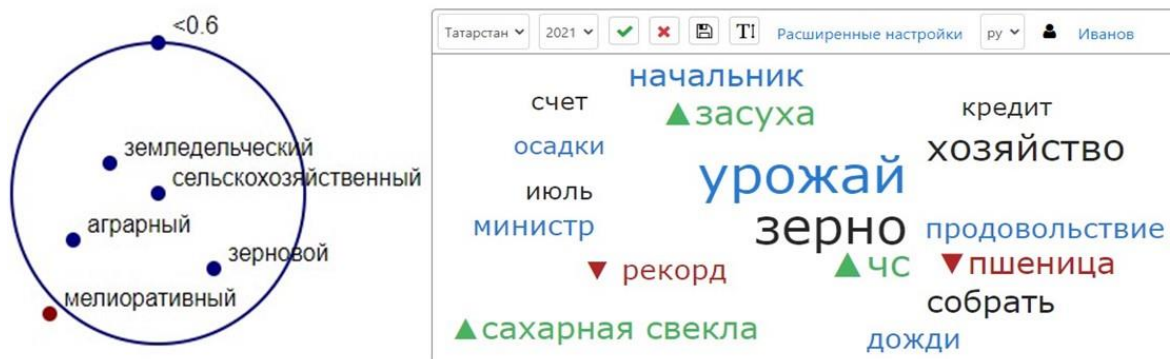 <0.6
земледельческий
сельскохозяйственный
аграрный
зерновой
мелиоративный
Татарстан 2021 TI Расширенные настройки ру Иванов
начальник
счет ▲засуха кредит
осадки хозяйство
урожай
июль
министр зерно продовольствие
▼ рекорд ▲чс ▼пшеница
собрать
▲сахарная свекла дожди